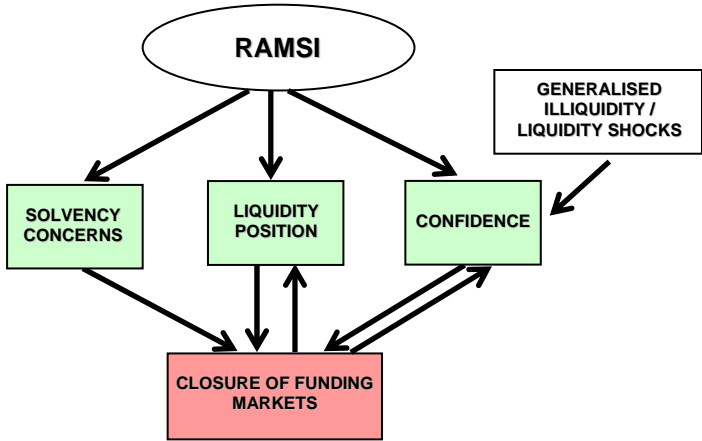 RAMSI
GENERALISED
ILLIQUIDITY /
LIQUIDITY SHOCKS
SOLVENCY
CONCERNS
LIQUIDITY
POSITION
CONFIDENCE
CLOSURE OF FUNDING
MARKETS